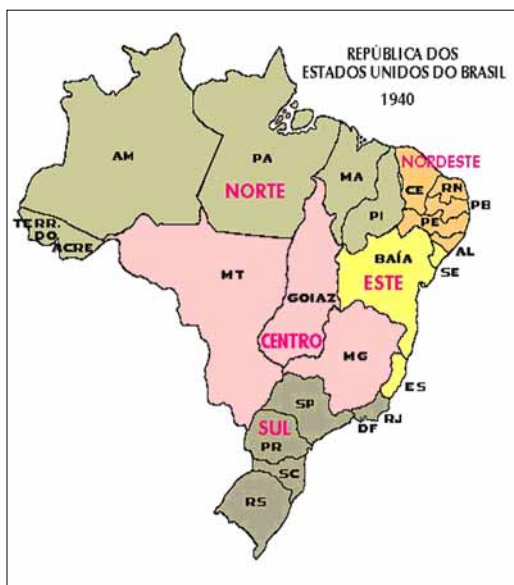 REPÚBLICA DOS
ESTADOS UNIDOS DO BRASIL
1940
NORDESTE
AM
PA
MA
CE
RN
NORTE
PB
PI
PE
TERR.
DO
ACRE
AL
BAÍA
SE
MT
GOIAZ
ESTE
CENTRO
MG
ES
SP
RJ
DF
SUL
PR
SC
RS